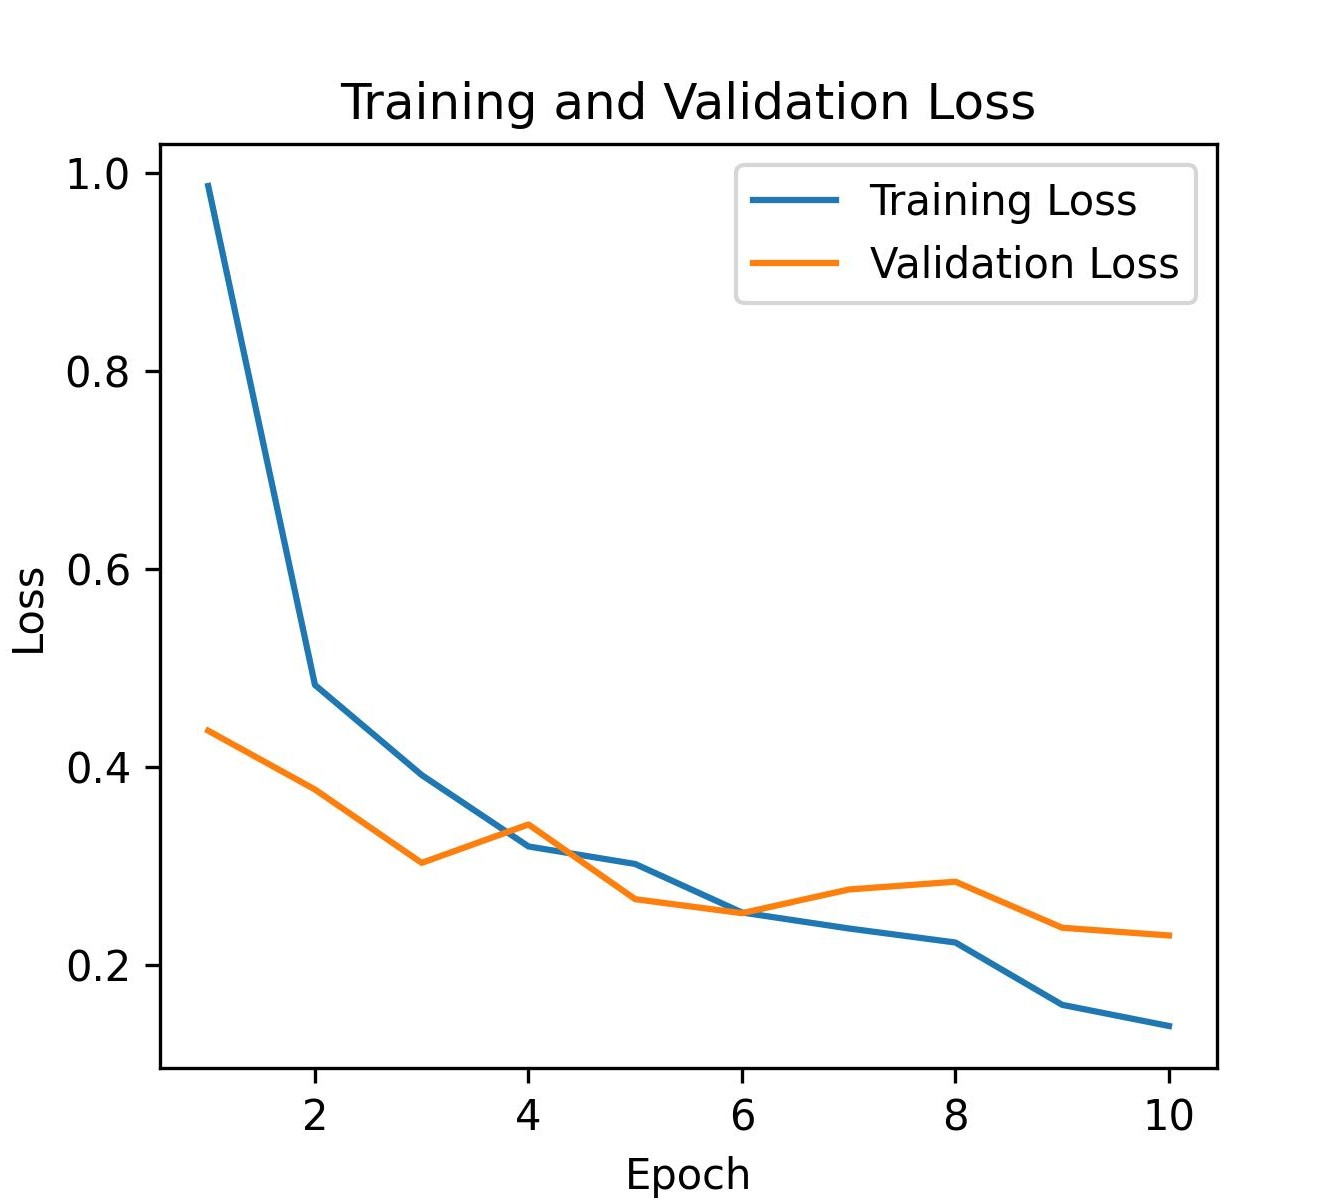 Training and Validation Loss
Training Loss
Validation Loss
1.0
0.8
0.6
0.4
0.2
Loss
2 4 6 8 10
Epoch